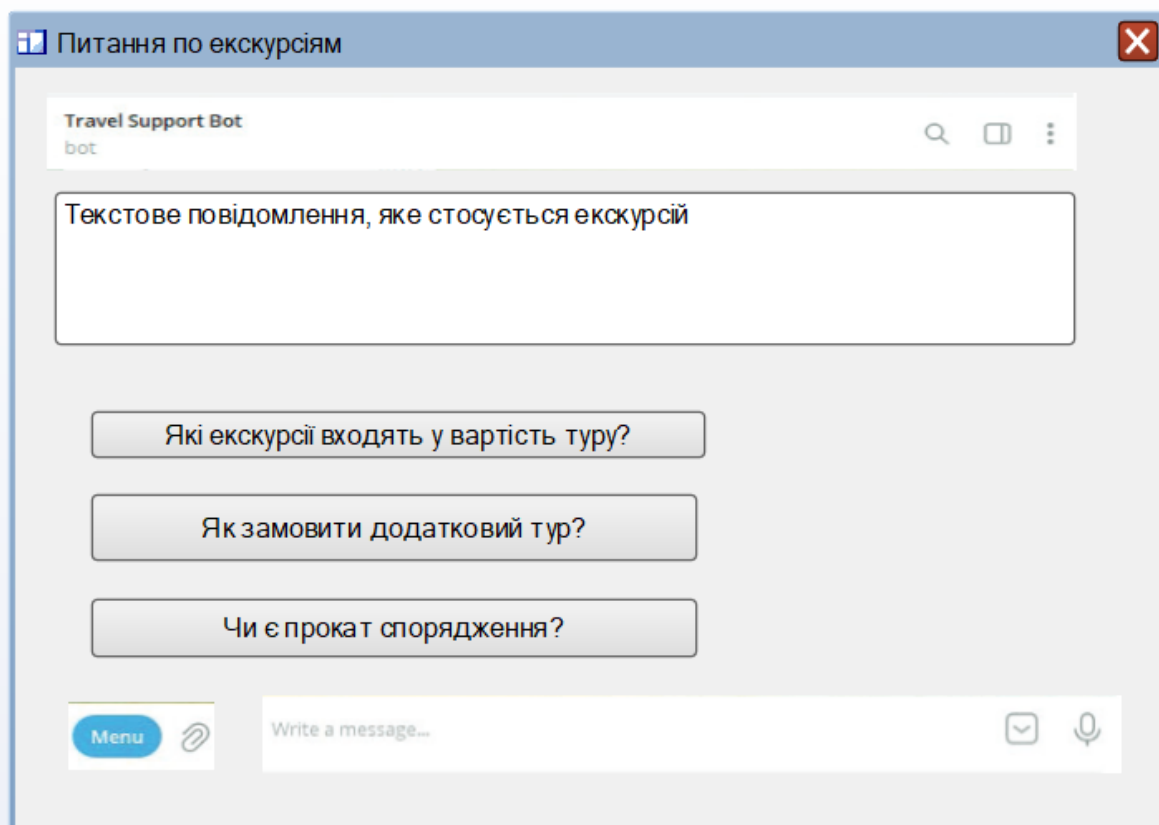 Питання по екскурсіям
Travel Support Bot
bot
Текстове повідомлення, яке стосується екскурсій
Які екскурсії входять у вартість туру?
Як замовити додатковий тур?
Чи є прокат спорядження?
Menu
Write a message...